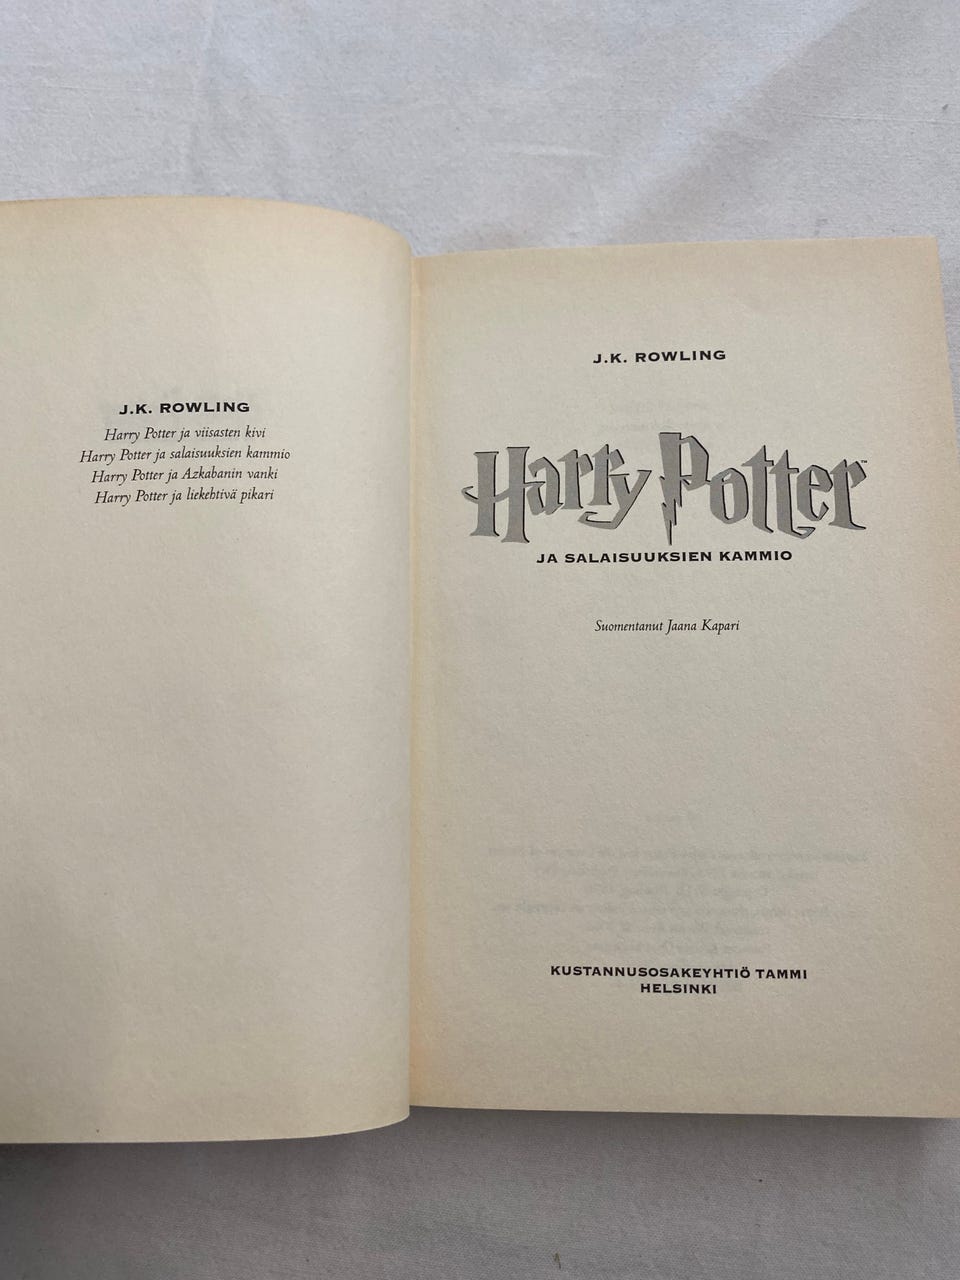 J.K. ROWLING
Harry Potter ja viisasten kivi
Harry Potter ja salaisuuksien kammio
Harry Potter ja Azkabanin vanki
Harry Potter ja liekehtivä pikari
J.K. ROWLING
Harry Potter™
JA SALAISUUKSIEN KAMMIO
Suomentanut Jaana Kapari
KUSTANNUSOSAKEYHTIÖ TAMMI
HELSINKI